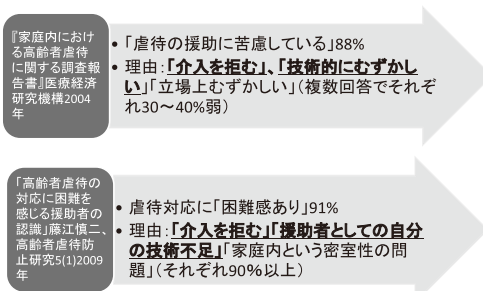 『家庭内におけ
る高齢者虐待
に関する調査報
告書』医療経済
研究機構2004
年
• 「虐待の援助に苦慮している」88%
• 理由：「介入を拒む」、「技術的にむずかし
い」「立場上むずかしい」（複数回答でそれぞ
れ30～40%弱）
「高齢者虐待の
対応に困難を
感じる援助者の
認識」藤江慎二、
高齢者虐待防
止研究5(1)2009
年
• 虐待対応に「困難感あり」91%
• 理由：「介入を拒む」「援助者としての自分
の技術不足」「家庭内という密室性の問
題」（それぞれ90％以上）